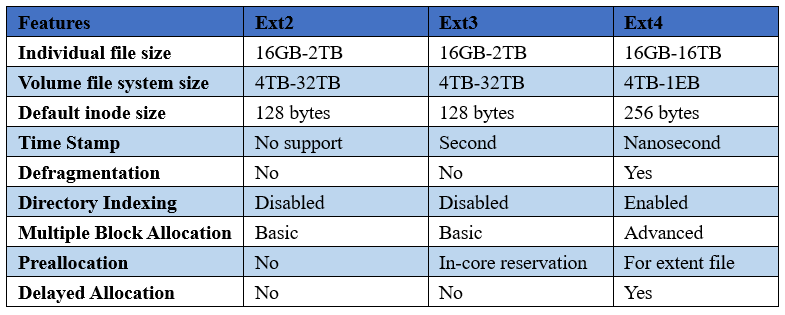 Features Ext2 Ext3 Ext4
Individual file size 16GB-2TB 16GB-2TB 16GB-16TB
Volume file system size 4TB-32TB 4TB-32TB 4TB-1EB
Default inode size 128 bytes 128 bytes 256 bytes
Time Stamp No support Second Nanosecond
Defragmentation No No Yes
Directory Indexing Disabled Disabled Enabled
Multiple Block Allocation Basic Basic Advanced
Preallocation No In-core reservation For extent file
Delayed Allocation No No Yes